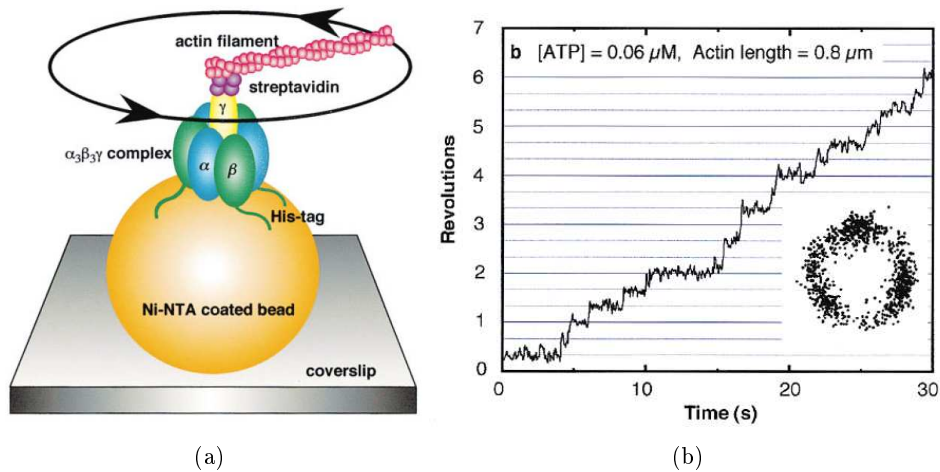 actin filament
streptavidin
γ
α₃β₃γ complex
α
β
His-tag
Ni-NTA coated bead
coverslip
(a)
b [ATP] = 0.06 µM, Actin length = 0.8 µm
Revolutions
7
6
5
4
3
2
1
0
0 10 20 30
Time (s)
(b)